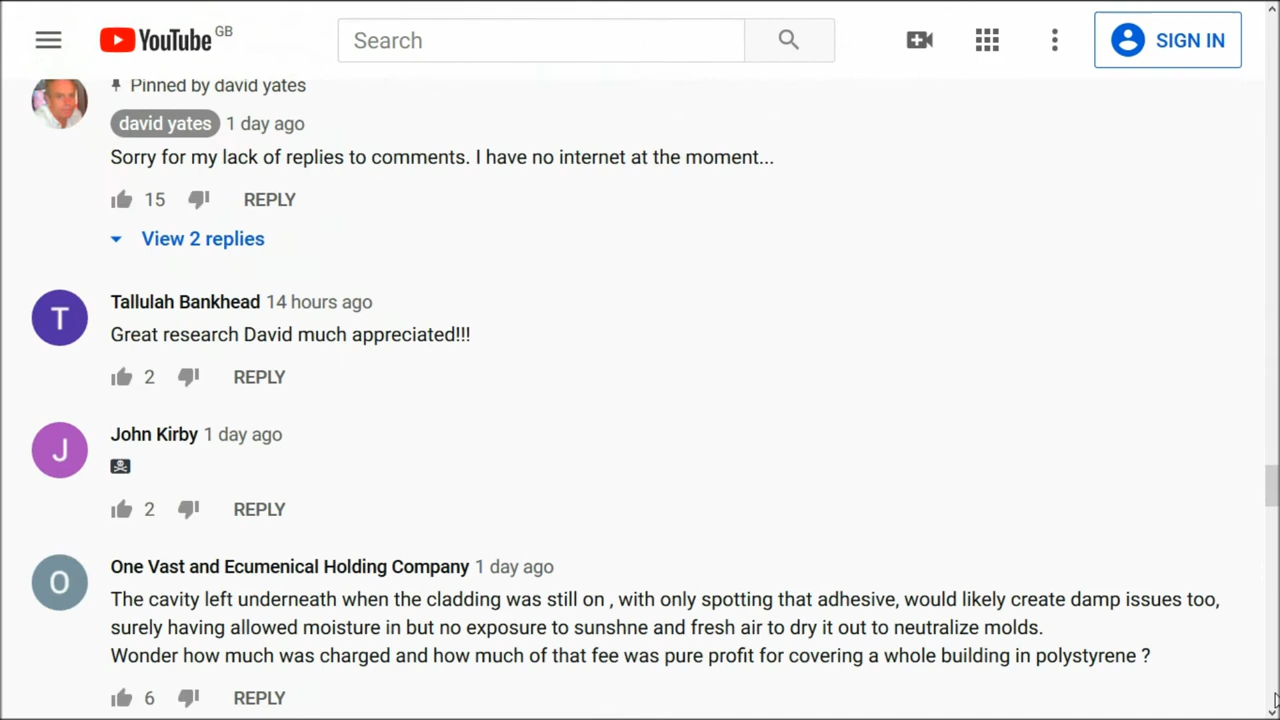 YouTube GB
Search
SIGN IN
Pinned by david yates
david yates 1 day ago
Sorry for my lack of replies to comments. I have no internet at the moment...
15 REPLY
View 2 replies
T
Tallulah Bankhead 14 hours ago
Great research David much appreciated!!!
2 REPLY
J
John Kirby 1 day ago
2 REPLY
O
One Vast and Ecumenical Holding Company 1 day ago
The cavity left underneath when the cladding was still on , with only spotting that adhesive, would likely create damp issues too,
surely having allowed moisture in but no exposure to sunshne and fresh air to dry it out to neutralize molds.
Wonder how much was charged and how much of that fee was pure profit for covering a whole building in polystyrene ?
6 REPLY